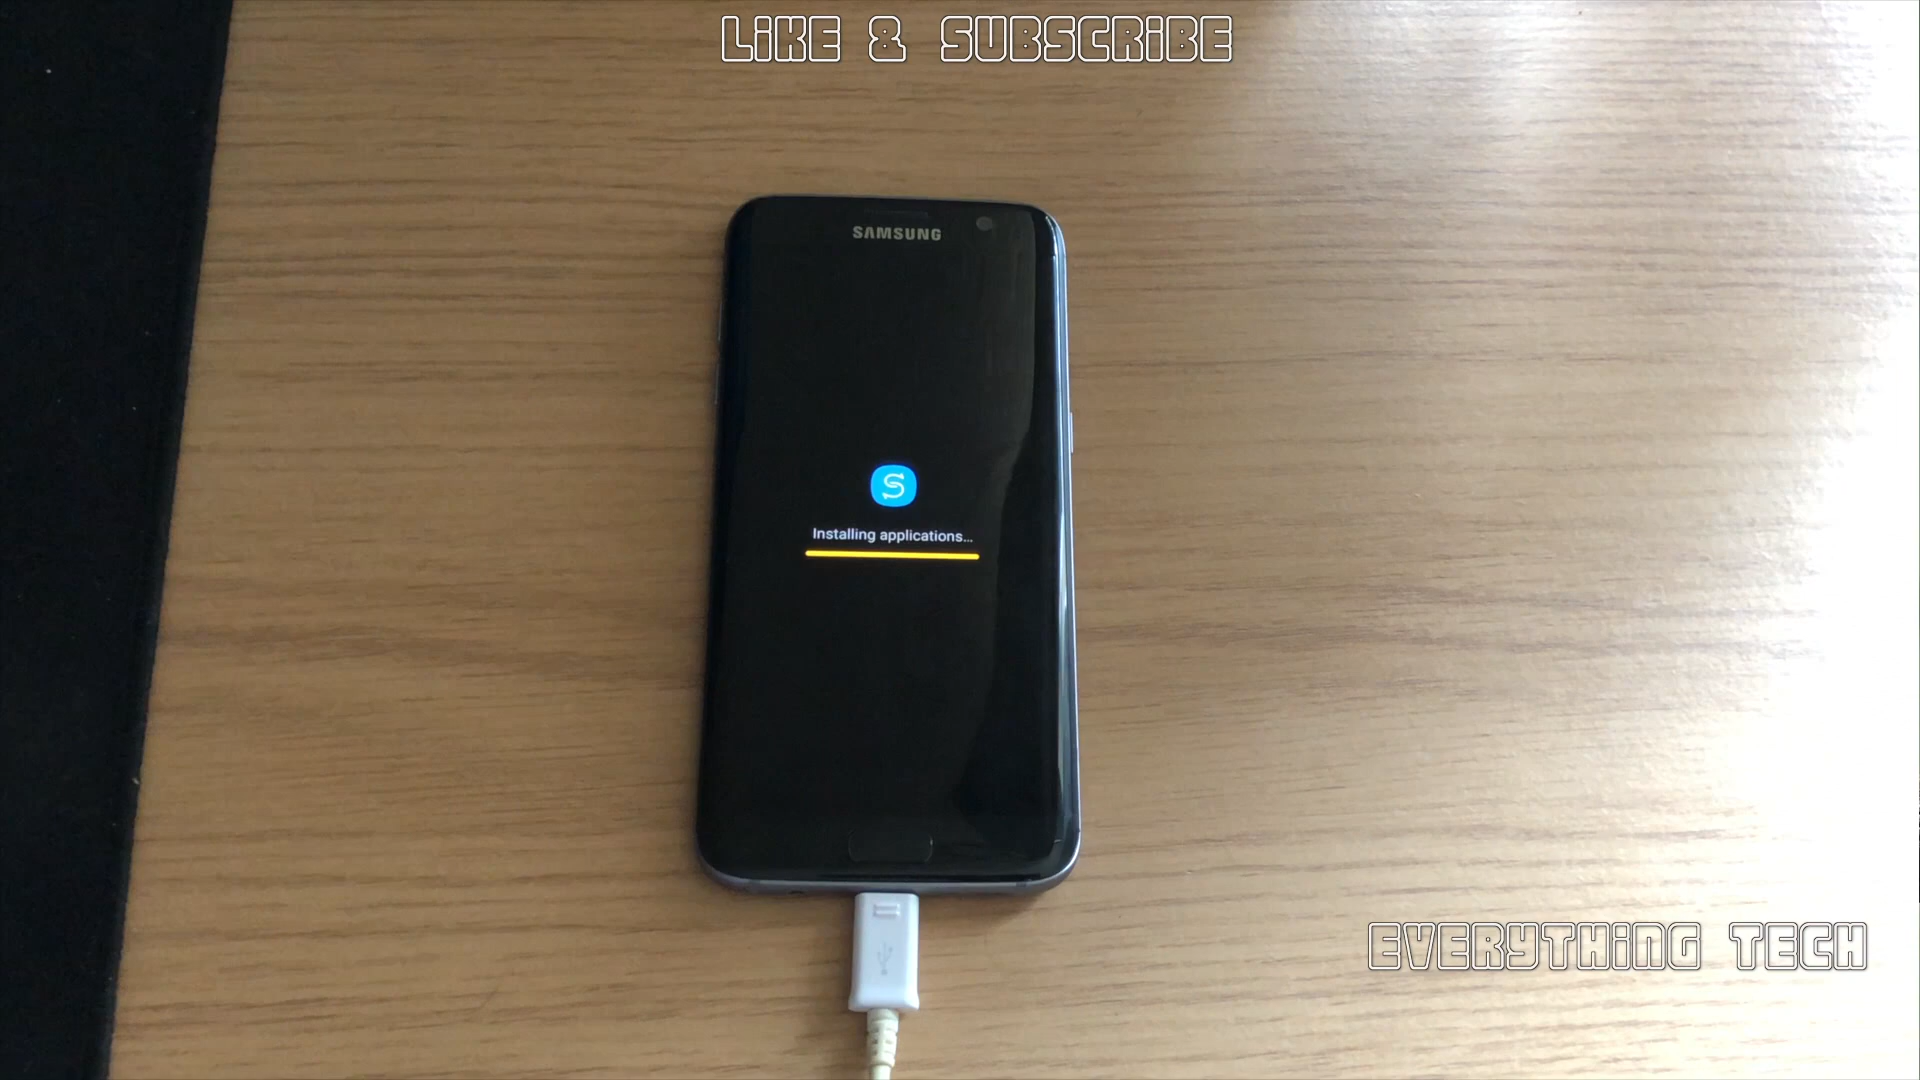 LIKE & SUBSCRIBE
SAMSUNG
S
Installing applications...
EVERYTHING TECH